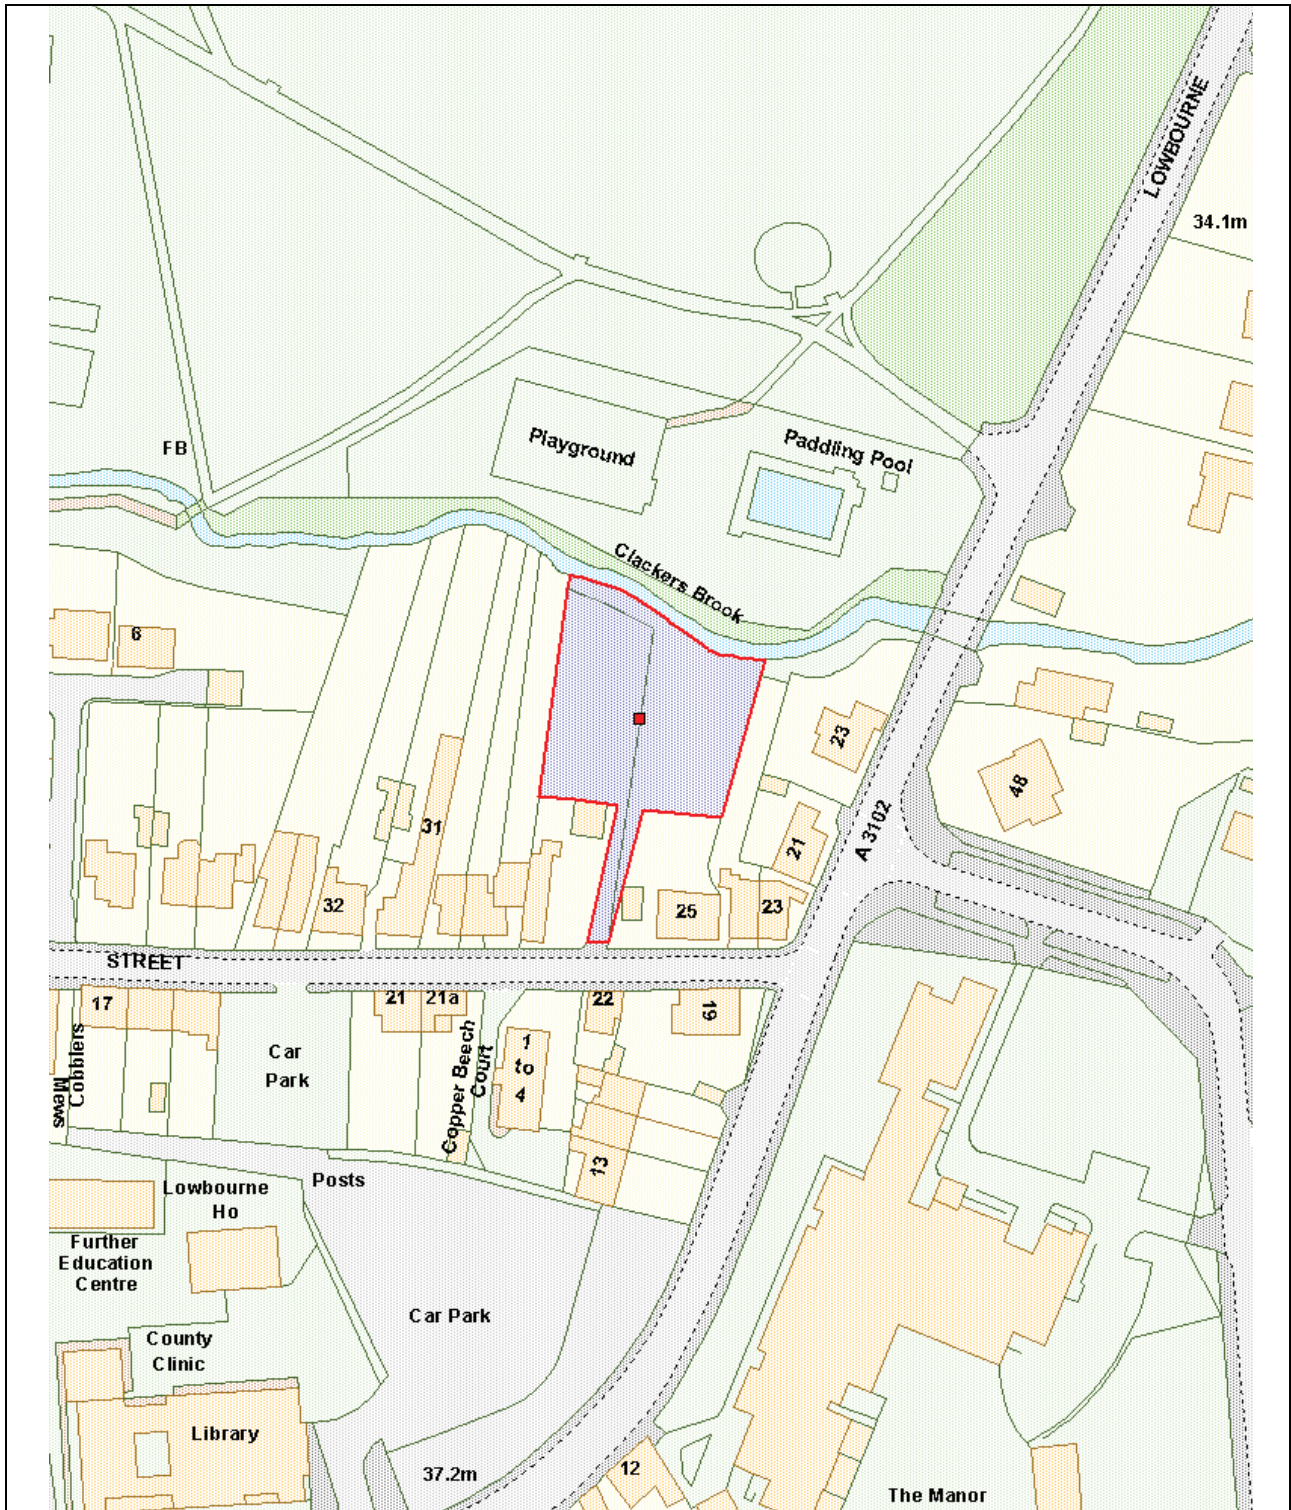 LOWBOURNE
34.1m
FB
Playground
Paddling Pool
Clackers Brook
6
23
48
31
A 3102
21
32
25
23
STREET
17
21
21a
22
19
Cobblers
Mews
Car
Park
Copper Beech
Court
1
to
4
13
Posts
Lowbourne
Ho
Further
Education
Centre
Car Park
County
Clinic
Library
37.2m
12
The Manor